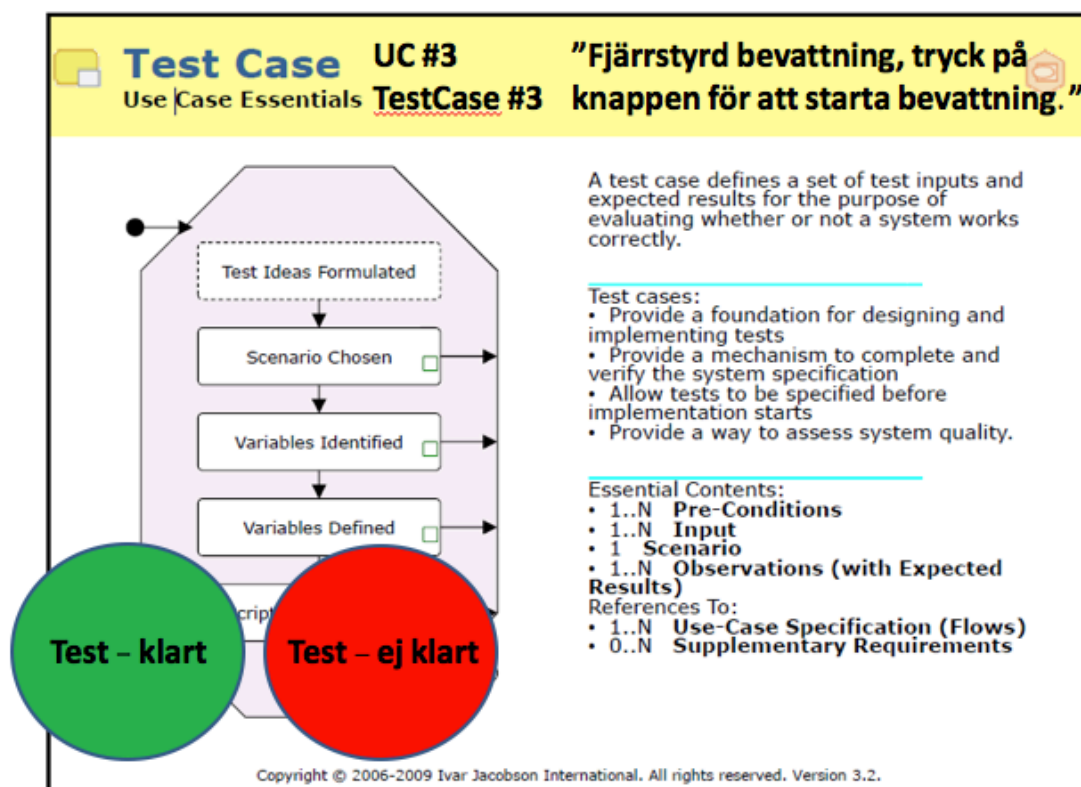 Test Case
Use Case Essentials
UC #3
TestCase #3
”Fjärrstyrd bevattning, tryck på
knappen för att starta bevattning.”
Test Ideas Formulated
Scenario Chosen
Variables Identified
Variables Defined
Test – klart
Test – ej klart
A test case defines a set of test inputs and
expected results for the purpose of
evaluating whether or not a system works
correctly.
Test cases:
• Provide a foundation for designing and
implementing tests
• Provide a mechanism to complete and
verify the system specification
• Allow tests to be specified before
implementation starts
• Provide a way to assess system quality.
Essential Contents:
• 1..N Pre-Conditions
• 1..N Input
• 1 Scenario
• 1..N Observations (with Expected
Results)
References To:
• 1..N Use-Case Specification (Flows)
• 0..N Supplementary Requirements
Copyright © 2006-2009 Ivar Jacobson International. All rights reserved. Version 3.2.